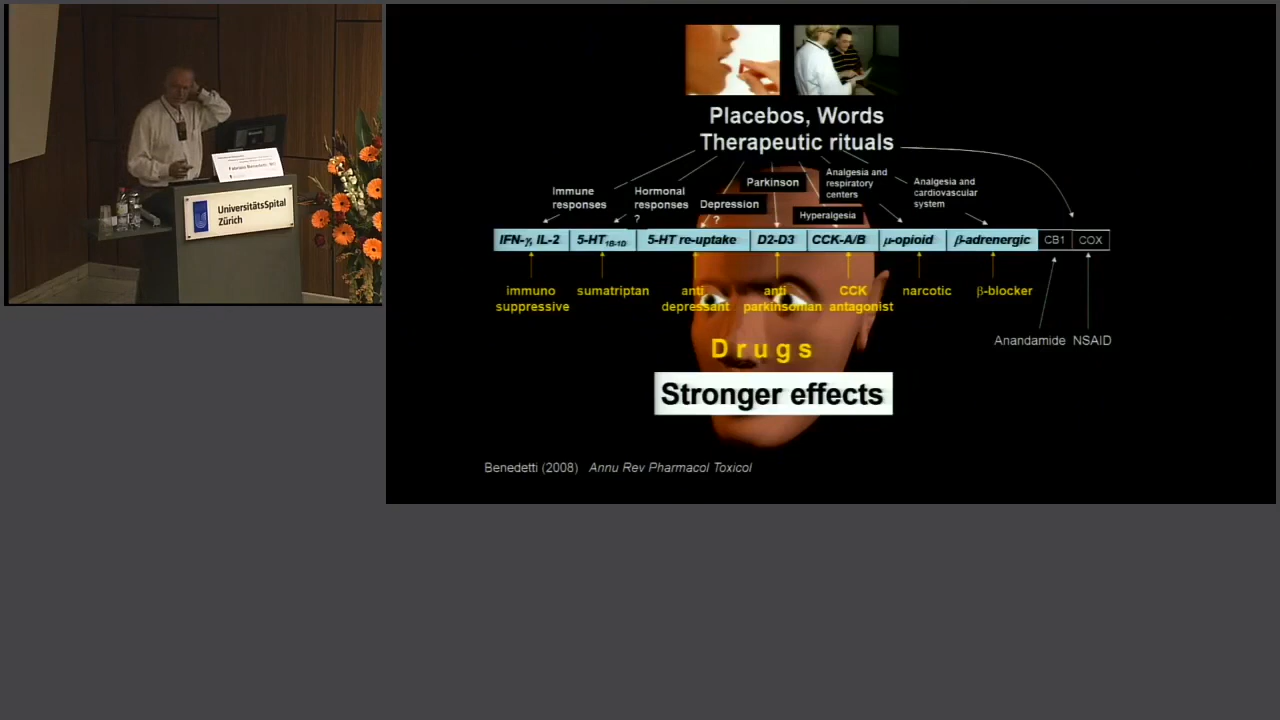 Placebos, Words
Therapeutic rituals
Immune
responses
Hormonal
responses
?
Depression
?
Parkinson
Analgesia and
respiratory
centers
Hyperalgesia
Analgesia and
cardiovascular
system
IFN-γ, IL-2 5-HT1B-1D 5-HT re-uptake D2-D3 CCK-A/B μ-opioid β-adrenergic CB1 COX
immuno
suppressive
sumatriptan
anti
depressant
anti
parkinsonian
CCK
antagonist
narcotic
β-blocker
Anandamide NSAID
Drugs
Stronger effects
Benedetti (2008) Annu Rev Pharmacol Toxicol
UniversitätsSpital
Zürich